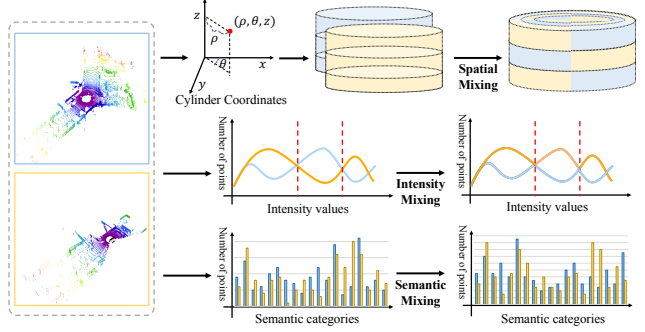 z
(ρ, θ, z)
ρ
θ
x
y
Cylinder Coordinates
Spatial
Mixing
Number of
points
Intensity values
Intensity
Mixing
Number of
points
Intensity values
Number of
points
Semantic categories
Semantic
Mixing
Number of
points
Semantic categories